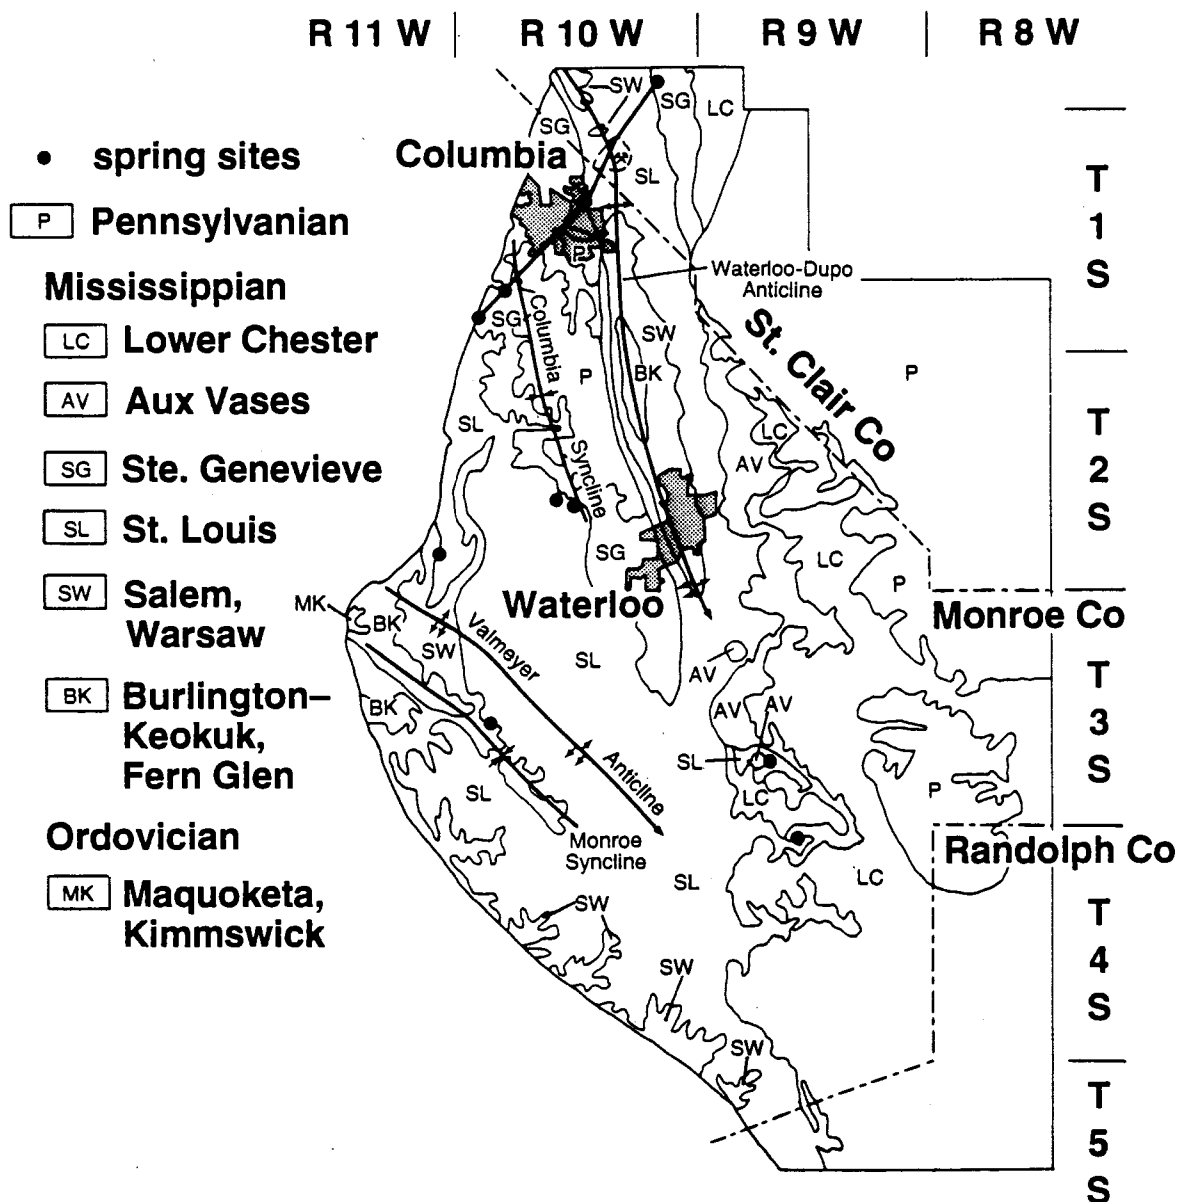 R 11 W
R 10 W
R 9 W
R 8 W
spring sites
P Pennsylvanian
Mississippian
LC Lower Chester
AV Aux Vases
SG Ste. Genevieve
SL St. Louis
SW Salem,
Warsaw
BK Burlington–
Keokuk,
Fern Glen
Ordovician
MK Maquoketa,
Kimmswick
SW
SG
LC
SG
Columbia
SL
P
Waterloo-Dupo
Anticline
SG
Columbia
Syncline
SW
P
BK
St. Clair Co
P
SL
LC
AV
SG
LC
P
Waterloo
Monroe Co
MK
BK
SW
Valmeyer
Anticline
SL
AV
BK
AV
AV
SL
LC
P
SL
Monroe
Syncline
Randolph Co
SL
LC
SW
SW
SW
T
1
S
T
2
S
T
3
S
T
4
S
T
5
S